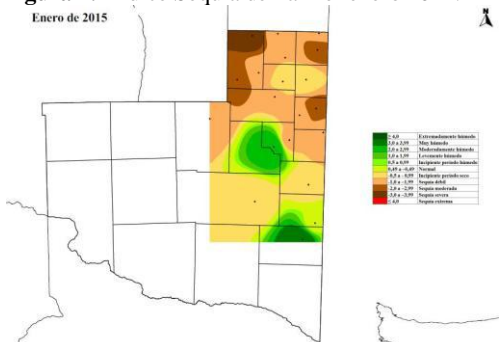 Enero de 2015
N
≥ 4,0 Extremadamente húmedo
3,0 a 3,99 Muy húmedo
2,0 a 2,99 Moderadamente húmedo
1,0 a 1,99 Levemente húmedo
0,5 a 0,99 Incipiente período húmedo
0,49 a -0,49 Normal
-0,5 a -0,99 Incipiente período seco
-1,0 a -1,99 Sequía débil
-2,0 a -2,99 Sequía moderada
-3,0 a -3,99 Sequía severa
≤ 4,0 Sequía extrema